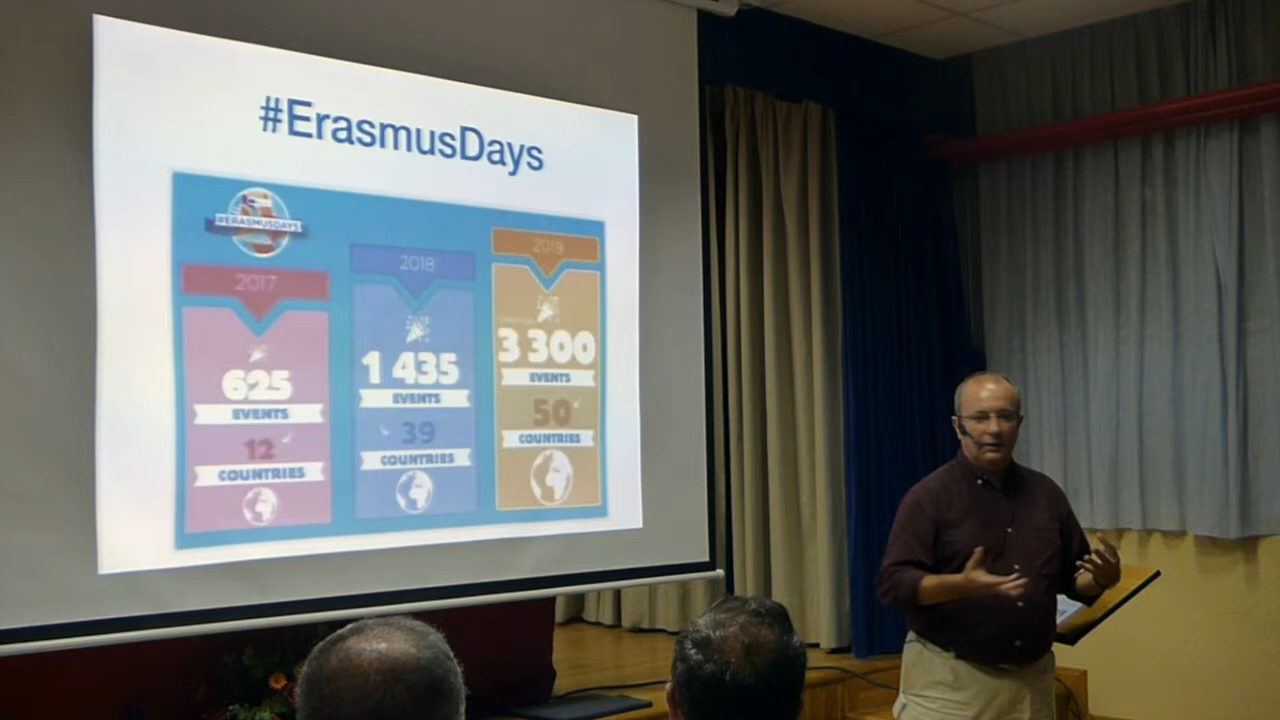 #ErasmusDays
#ERASMUSDAYS
2017
625
EVENTS
12
COUNTRIES
2018
1 435
EVENTS
39
COUNTRIES
2019
3 300
EVENTS
50
COUNTRIES